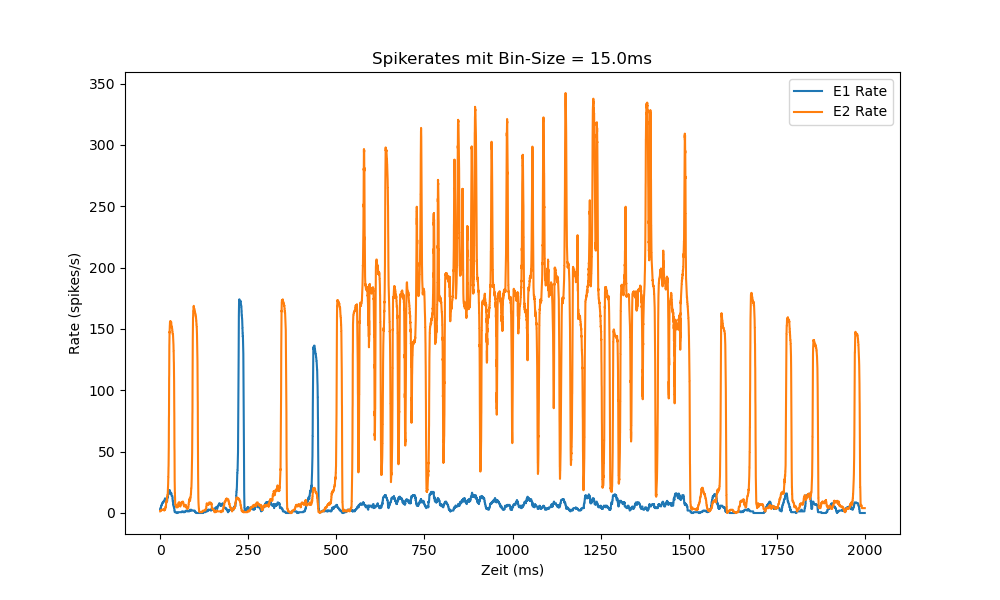 Spikerates mit Bin-Size = 15.0ms
E1 Rate
E2 Rate
350
300
250
200
150
100
50
0
Rate (spikes/s)
0 250 500 750 1000 1250 1500 1750 2000
Zeit (ms)